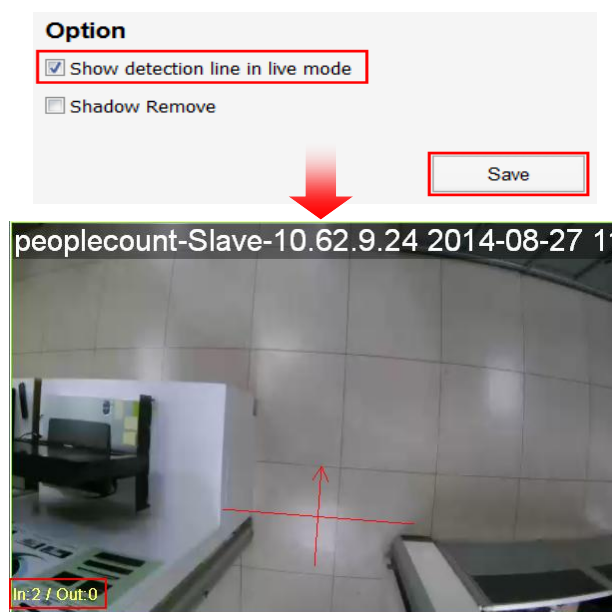 Option
Show detection line in live mode
Shadow Remove
Save
peoplecount-Slave-10.62.9.24 2014-08-27 1
In:2 / Out:0